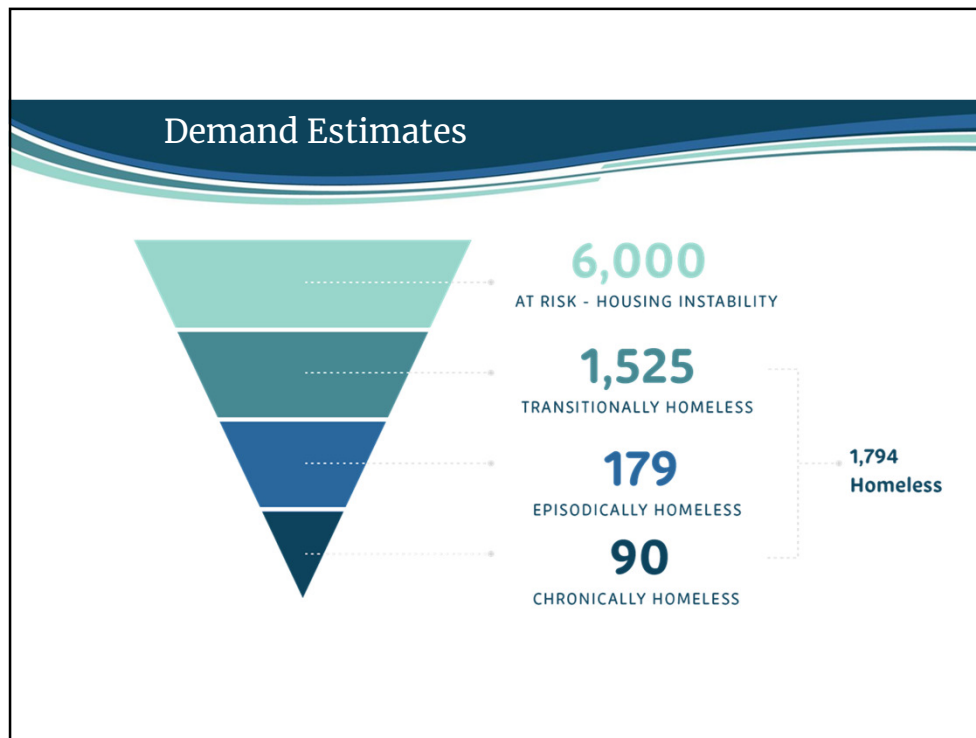 Demand Estimates
6,000
AT RISK - HOUSING INSTABILITY
1,525
TRANSITIONALLY HOMELESS
179
EPISODICALLY HOMELESS
90
CHRONICALLY HOMELESS
1,794
Homeless